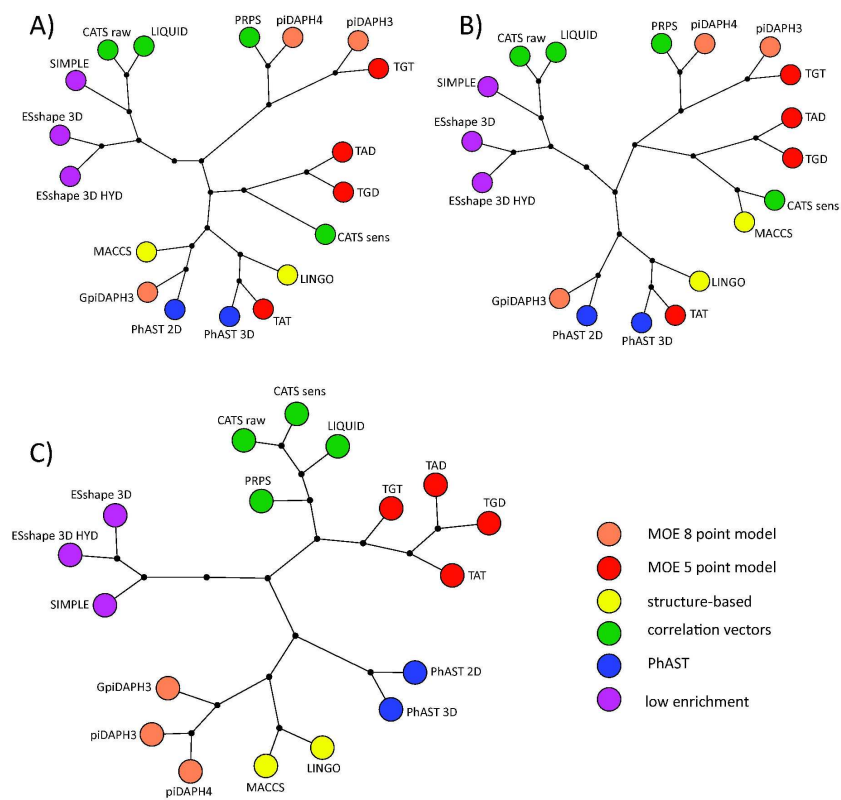 A)
PRPS
piDAPH4
piDAPH3
CATS raw
LIQUID
SIMPLE
TGT
ESshape 3D
TAD
ESshape 3D HYD
TGD
CATS sens
MACCS
LINGO
GpiDAPH3
PhAST 2D
PhAST 3D
TAT
B)
PRPS
piDAPH4
piDAPH3
CATS raw
LIQUID
SIMPLE
TGT
TAD
ESshape 3D
TGD
ESshape 3D HYD
CATS sens
MACCS
LINGO
GpiDAPH3
PhAST 2D
TAT
PhAST 3D
C)
CATS sens
CATS raw
LIQUID
PRPS
TGT
TAD
TGD
TAT
ESshape 3D
ESshape 3D HYD
SIMPLE
PhAST 2D
PhAST 3D
GpiDAPH3
piDAPH3
piDAPH4
MACCS
LINGO
MOE 8 point model
MOE 5 point model
structure-based
correlation vectors
PhAST
low enrichment